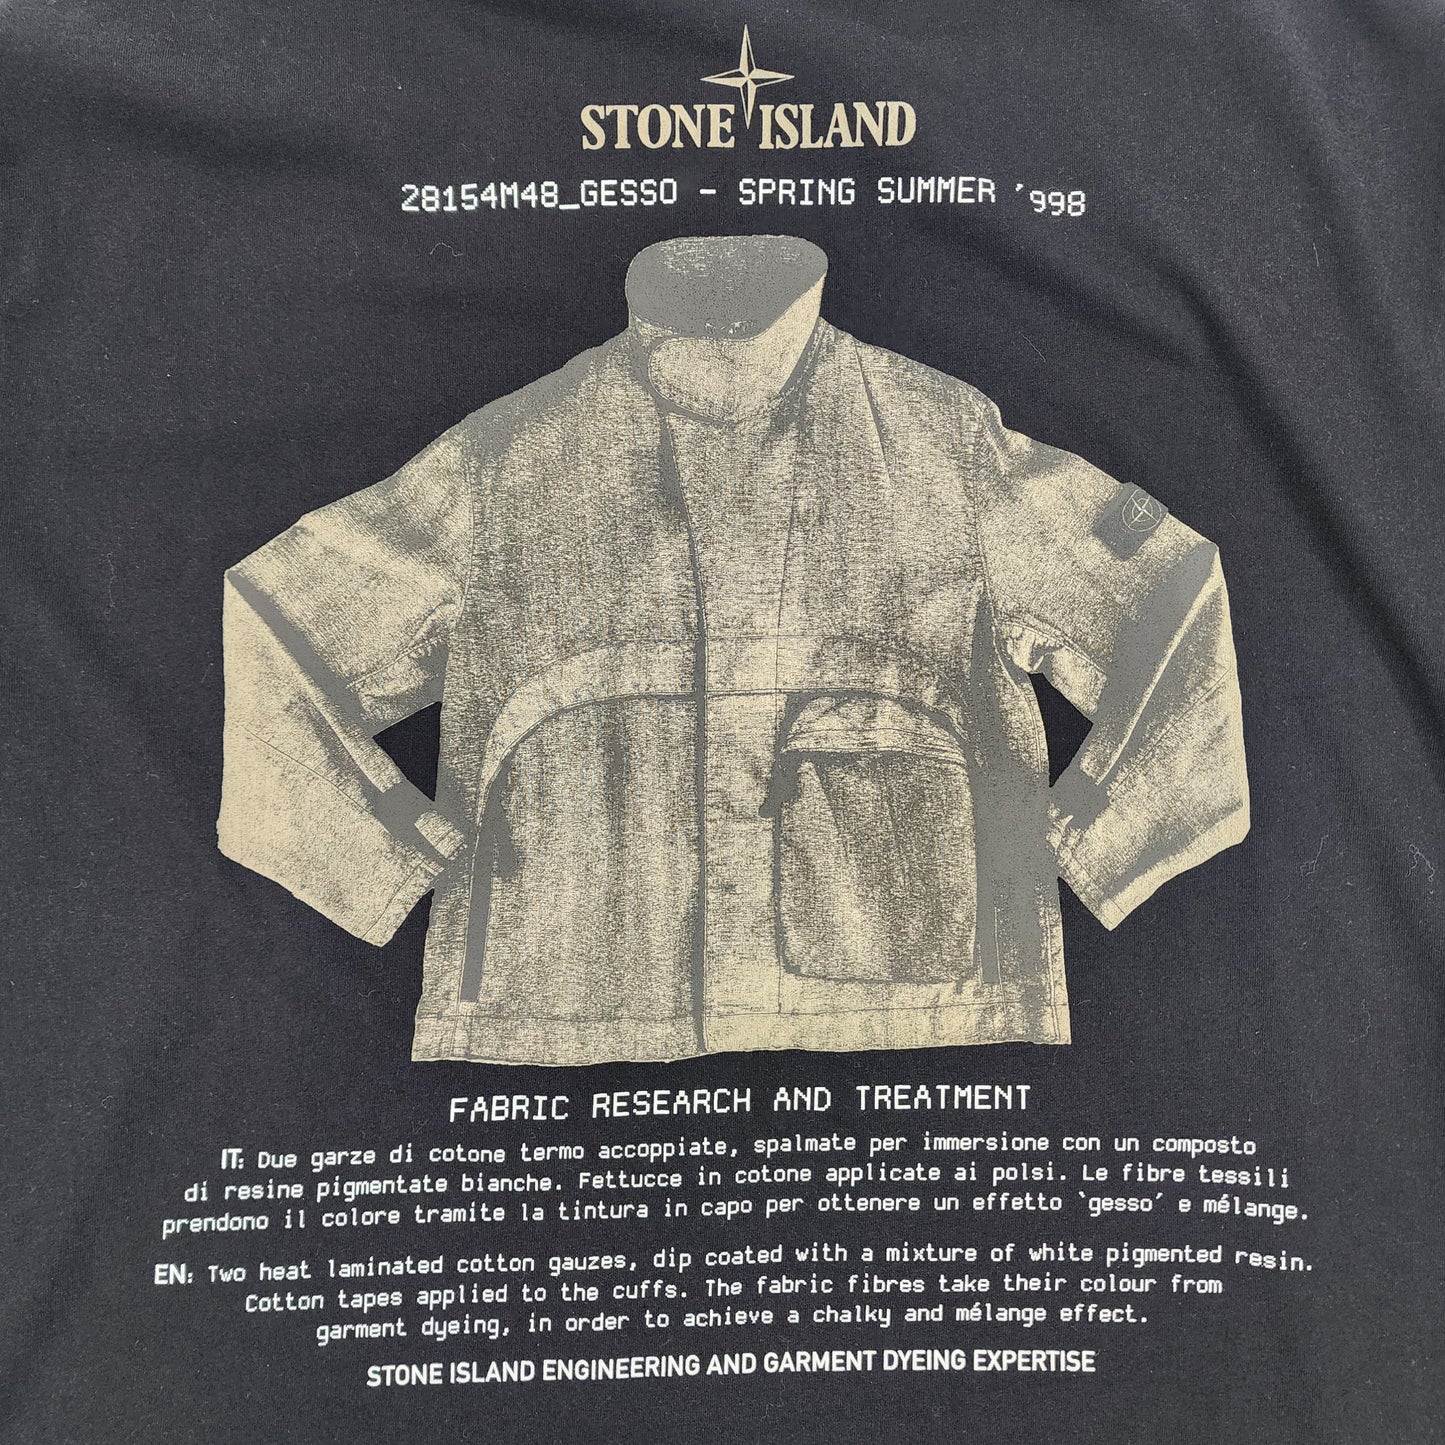 STONE ISLAND
28154M48_GESSO - SPRING SUMMER '998
FABRIC RESEARCH AND TREATMENT
IT: Due garze di cotone termo accoppiate, spalmate per immersione con un composto
di resine pigmentate bianche. Fettucce in cotone applicate ai polsi. Le fibre tessili
prendono il colore tramite la tintura in capo per ottenere un effetto 'gesso' e mélange.
EN: Two heat laminated cotton gauzes, dip coated with a mixture of white pigmented resin.
Cotton tapes applied to the cuffs. The fabric fibres take their colour from
garment dyeing, in order to achieve a chalky and mélange effect.
STONE ISLAND ENGINEERING AND GARMENT DYEING EXPERTISE